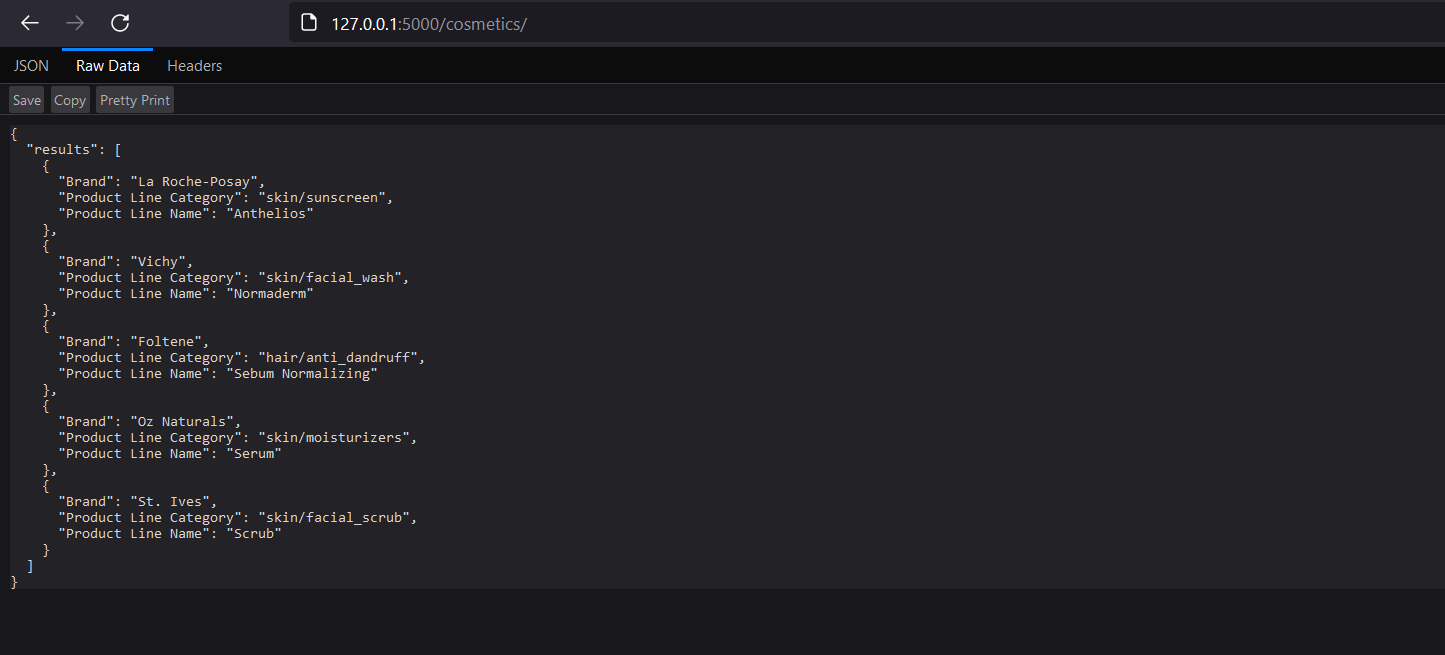 127.0.0.1:5000/cosmetics/
JSON Raw Data Headers
Save Copy Pretty Print
{
  "results": [
    {
      "Brand": "La Roche-Posay",
      "Product Line Category": "skin/sunscreen",
      "Product Line Name": "Anthelios"
    },
    {
      "Brand": "Vichy",
      "Product Line Category": "skin/facial_wash",
      "Product Line Name": "Normaderm"
    },
    {
      "Brand": "Foltene",
      "Product Line Category": "hair/anti_dandruff",
      "Product Line Name": "Sebum Normalizing"
    },
    {
      "Brand": "Oz Naturals",
      "Product Line Category": "skin/moisturizers",
      "Product Line Name": "Serum"
    },
    {
      "Brand": "St. Ives",
      "Product Line Category": "skin/facial_scrub",
      "Product Line Name": "Scrub"
    }
  ]
}